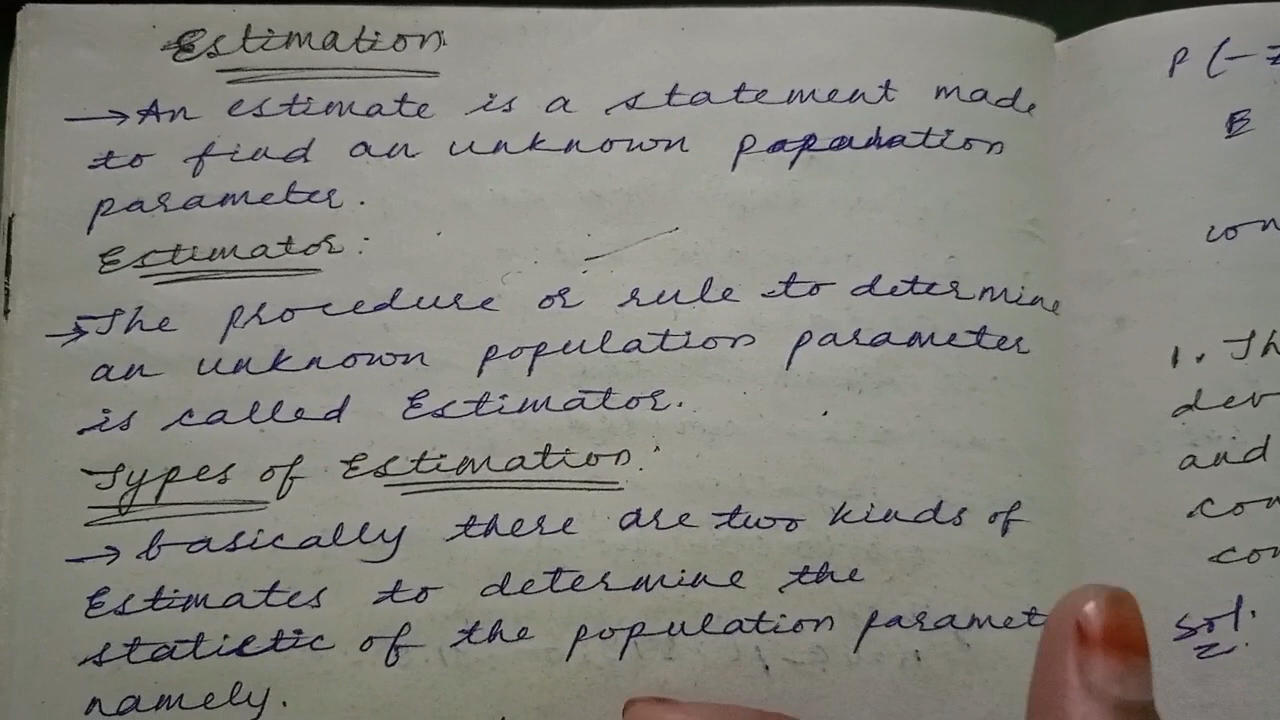 Estimation
→ An estimate is a statement made
to find an unknown
parameter.
Estimator:
→ The procedure or rule to determine
an unknown population parameter
is called Estimator.
Types of Estimation:
→ basically there are two kinds of
Estimates to determine the
statictic of the population paramet
namely.
P(-
B
con
1. Th
dev
and
con
con
Sol.